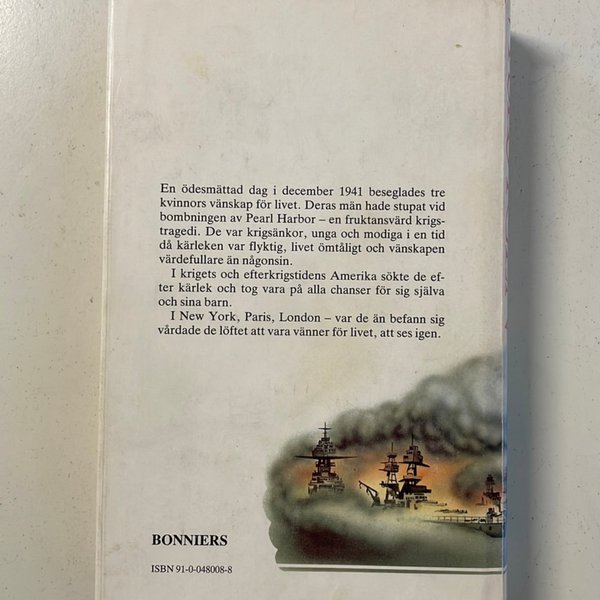 En ödesmättad dag i december 1941 beseglades tre
kvinnors vänskap för livet. Deras män hade stupat vid
bombningen av Pearl Harbor – en fruktansvärd krigs-
tragedi. De var krigsänkor, unga och modiga i en tid
då kärleken var flyktig, livet ömtåligt och vänskapen
värdefullare än någonsin.
I krigets och efterkrigstidens Amerika sökte de ef-
ter kärlek och tog vara på alla chanser för sig själva
och sina barn.
I New York, Paris, London – var de än befann sig
vårdade de löftet att vara vänner för livet, att ses igen.
BONNIERS
ISBN 91-0-048008-8